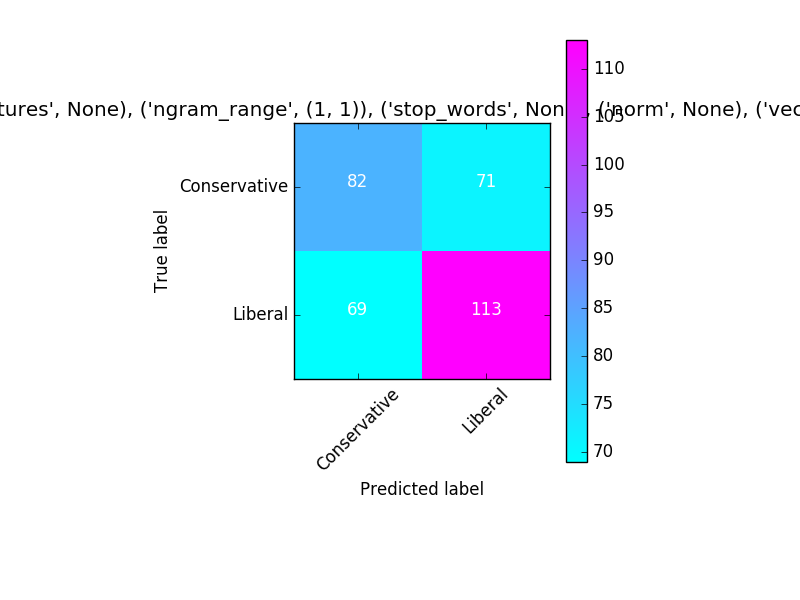 tures', None), ('ngram_range', (1, 1)), ('stop_words', None), ('norm', None), ('vec
110
105
100
95
90
85
80
75
70
Conservative
Liberal
True label
82 71
69 113
Conservative Liberal
Predicted label